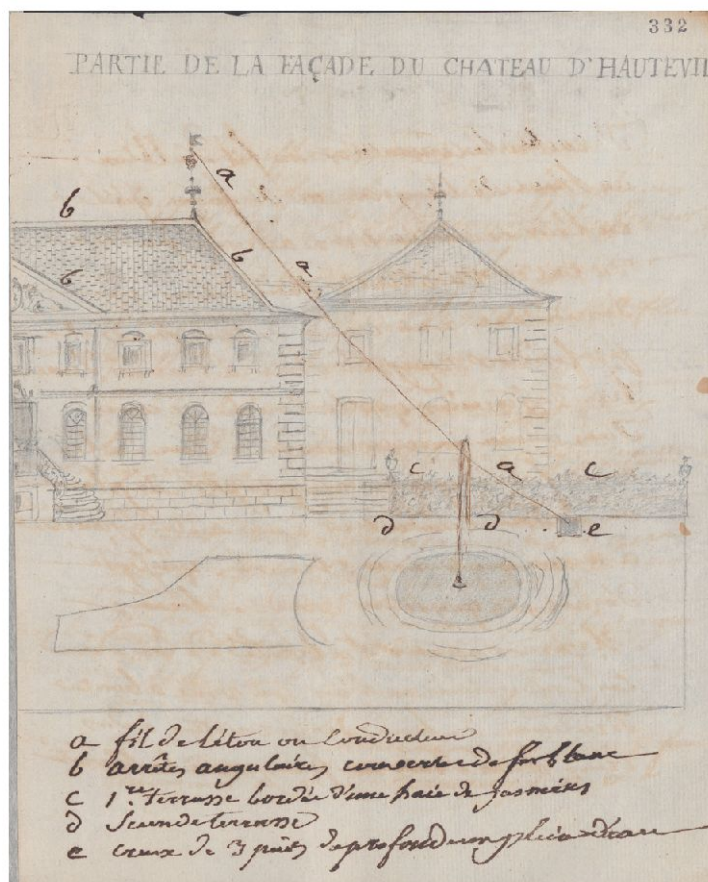 332
PARTIE DE LA FAÇADE DU CHATEAU D'HAUTEVIL
a
b
b
b
a
c
a
c
d
d
e
a fil de léton ou Conducteur
b arrêtes angulaires couvertes de fer blanc
c 1.re Terrasse bordée d'une haie de jasmins
d Seconde terrasse
e creux de 3 pieds de profondeur plein d'eau